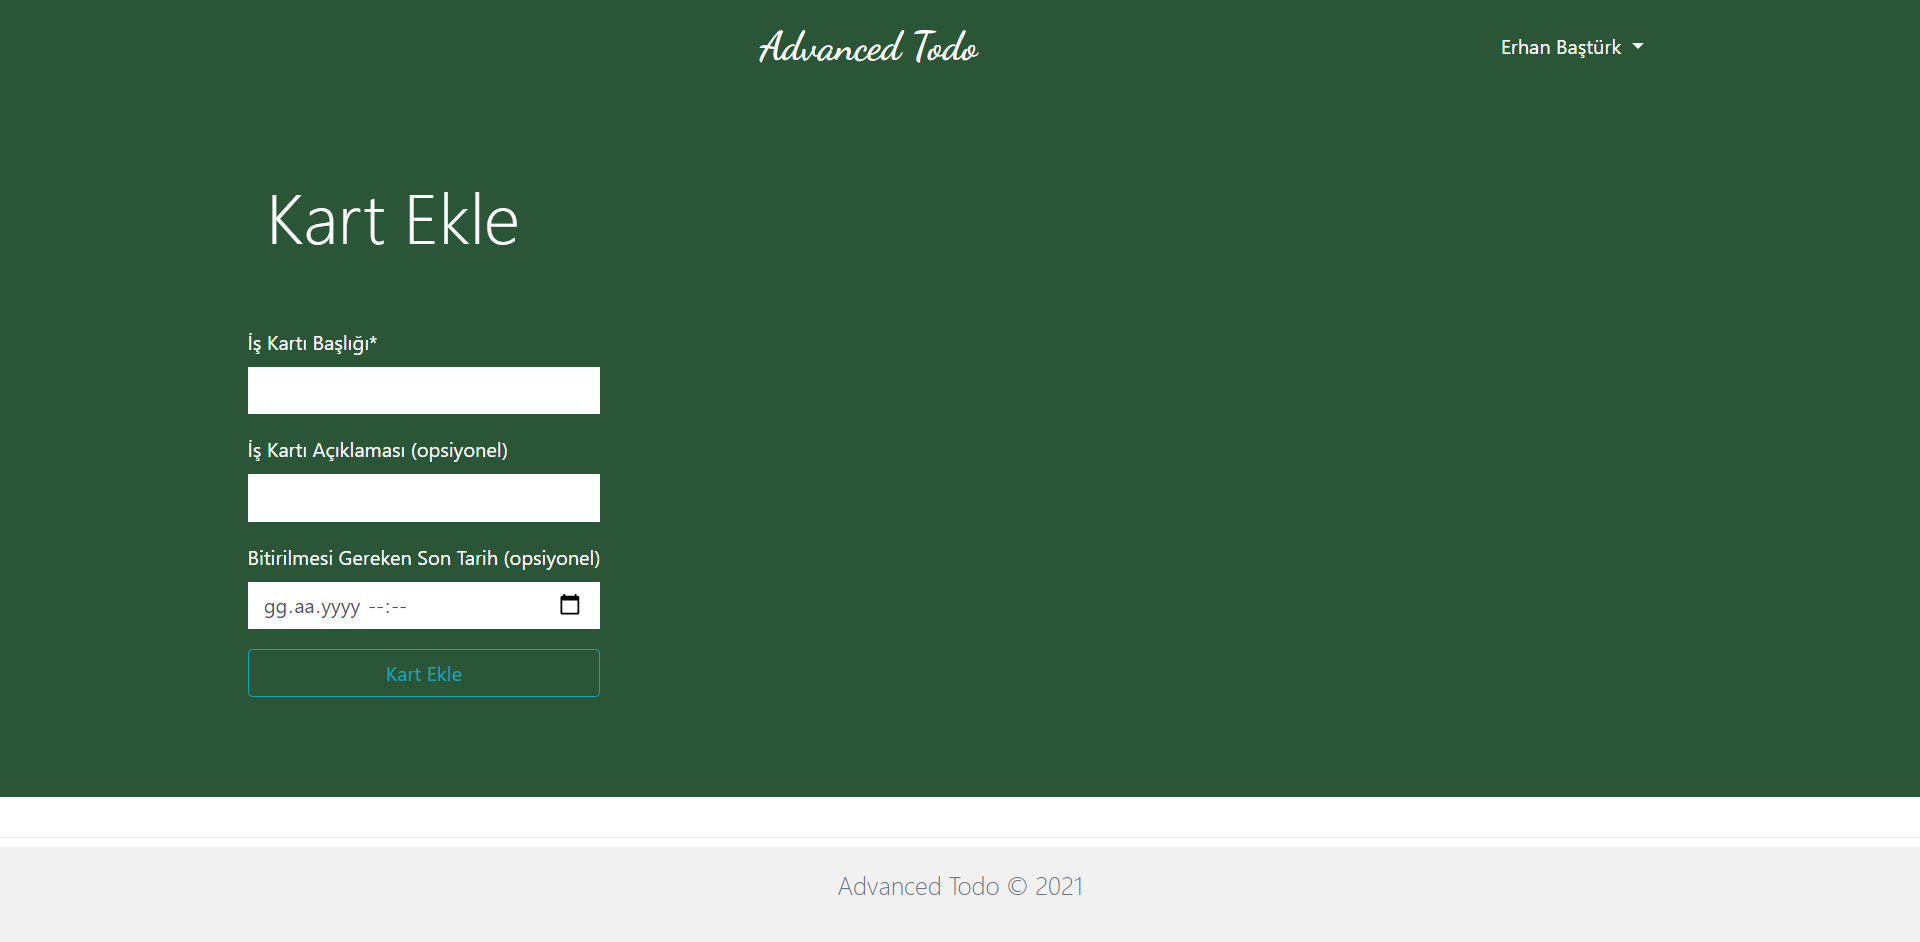 Advanced Todo
Erhan Baştürk
Kart Ekle
İş Kartı Başlığı*
İş Kartı Açıklaması (opsiyonel)
Bitirilmesi Gereken Son Tarih (opsiyonel)
gg.aa.yyyy --:--
Kart Ekle
Advanced Todo © 2021